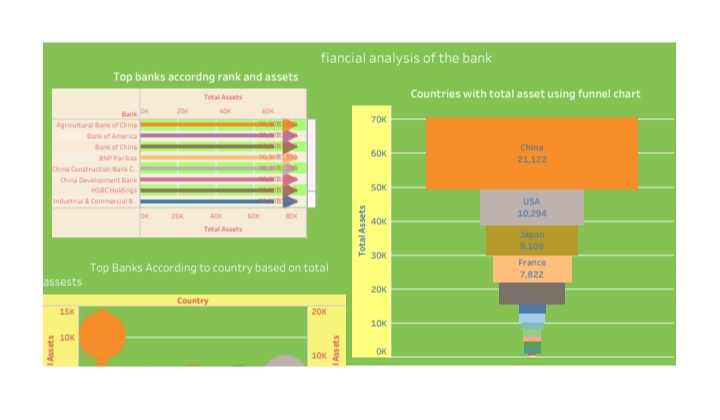 fiancial analysis of the bank
Top banks accordng rank and assets
Total Assets
Bank
0K 20K 40K 60K
Agricultural Bank of China
Bank of America
Bank of China
BNP Paribas
China Construction Bank C..
China Development Bank
HSBC Holdings
Industrial & Commercial B..
0K 20K 40K 60K 80K
Total Assets
Countries with total asset using funnel chart
Total Assets
70K
60K
50K
40K
30K
20K
10K
0K
China
21,122
USA
10,294
Japan
9,109
France
7,822
Top Banks According to country based on total
assests
Country
15K
10K
l Assets
20K
10K
l Assets